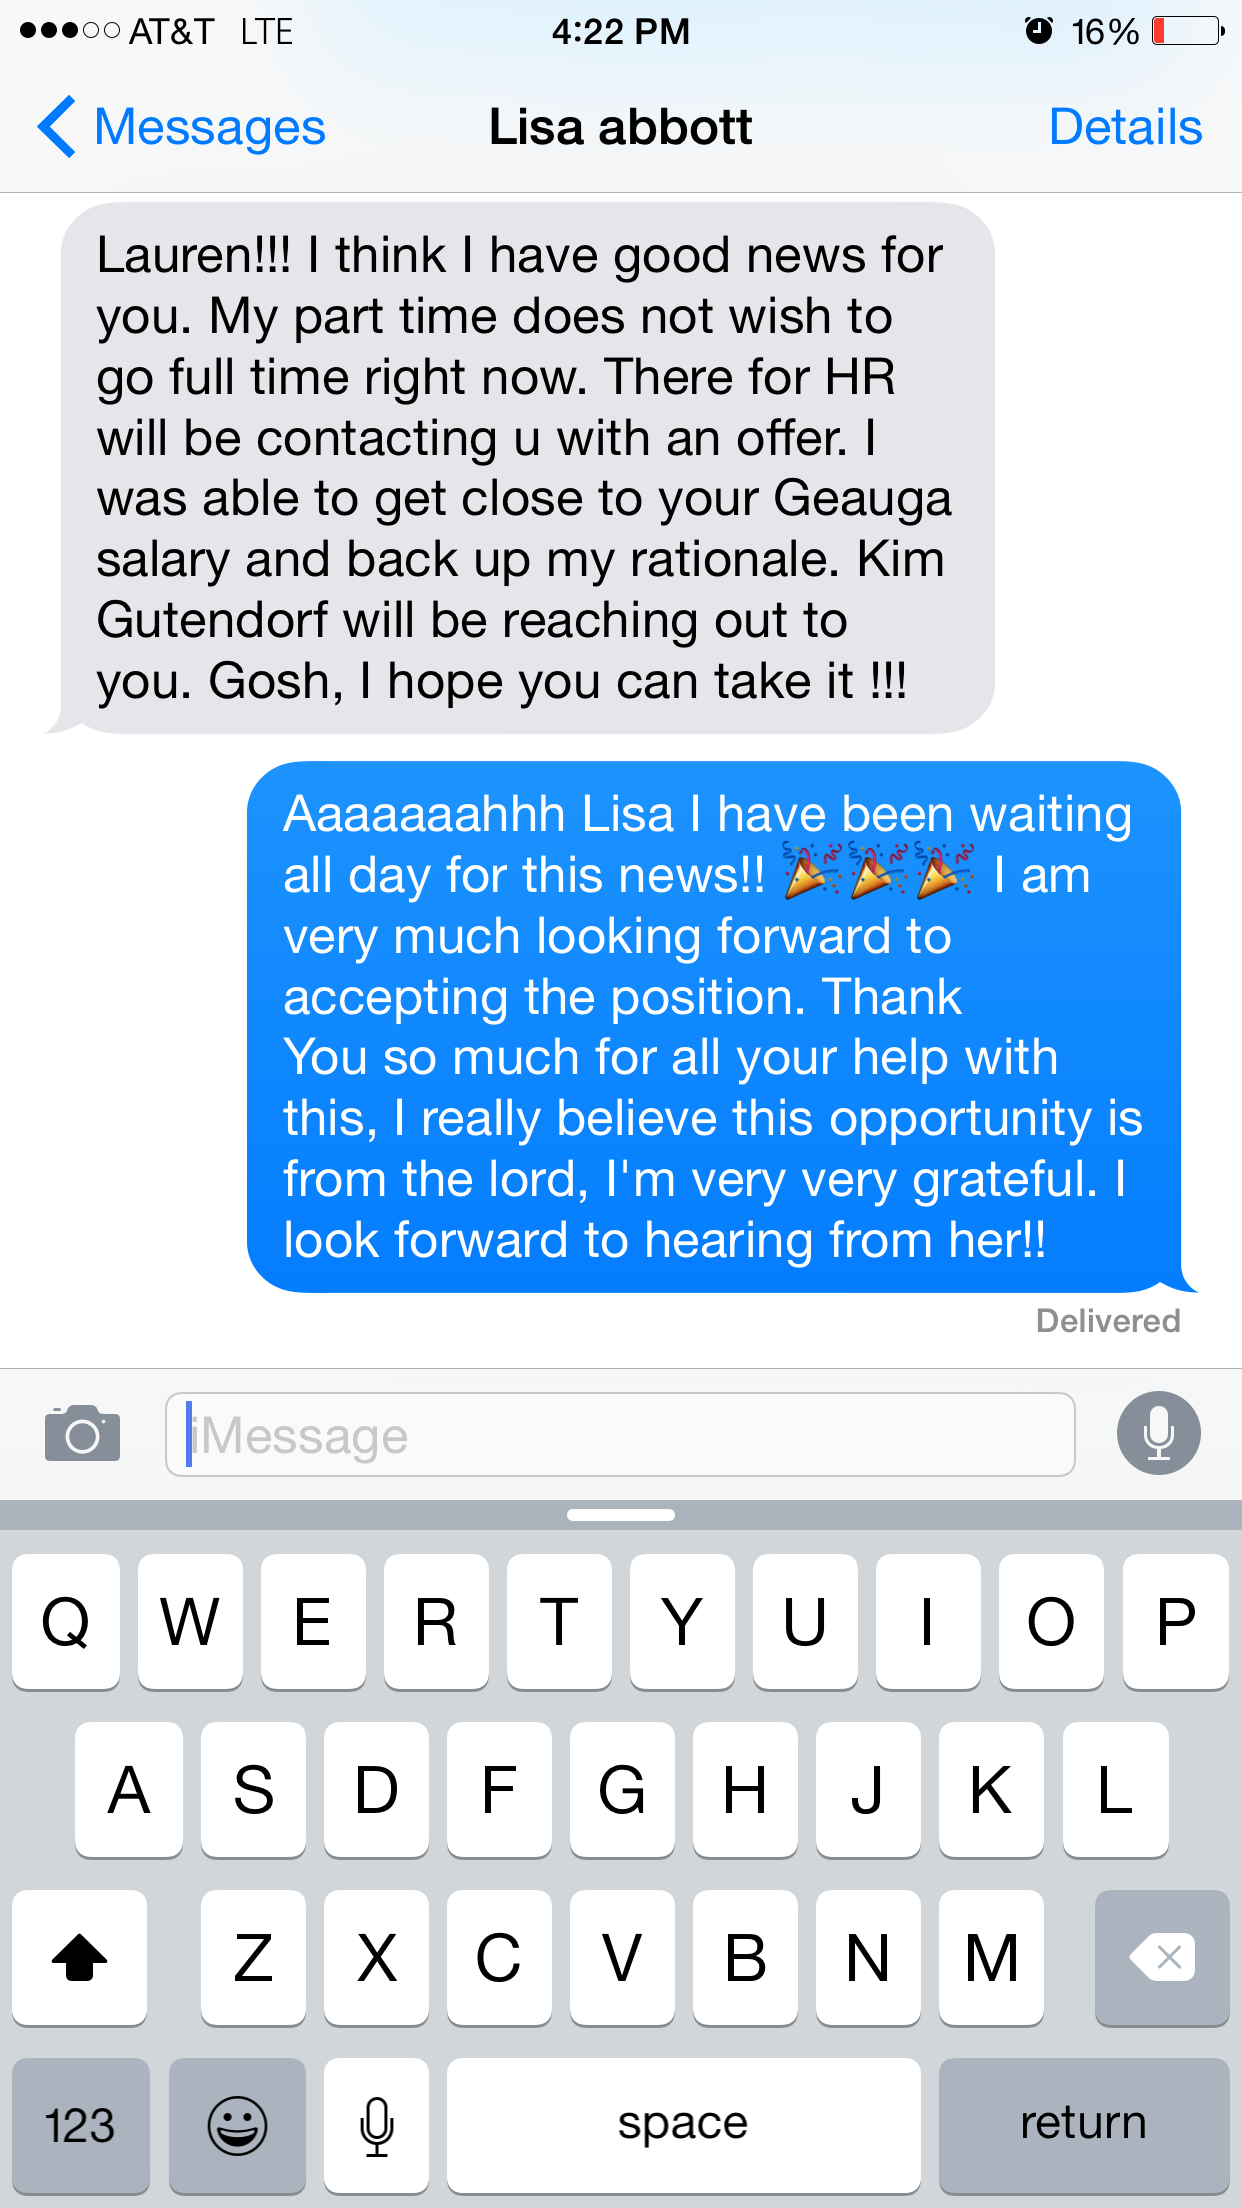 AT&T LTE 4:22 PM 16%
Messages Lisa abbott Details
Lauren!!! I think I have good news for
you. My part time does not wish to
go full time right now. There for HR
will be contacting u with an offer. I
was able to get close to your Geauga
salary and back up my rationale. Kim
Gutendorf will be reaching out to
you. Gosh, I hope you can take it !!!
Aaaaaaahhh Lisa I have been waiting
all day for this news!! 🎉🎉🎉 I am
very much looking forward to
accepting the position. Thank
You so much for all your help with
this, I really believe this opportunity is
from the lord, I'm very very grateful. I
look forward to hearing from her!!
Delivered
iMessage
Q W E R T Y U I O P
A S D F G H J K L
Z X C V B N M
123 space return